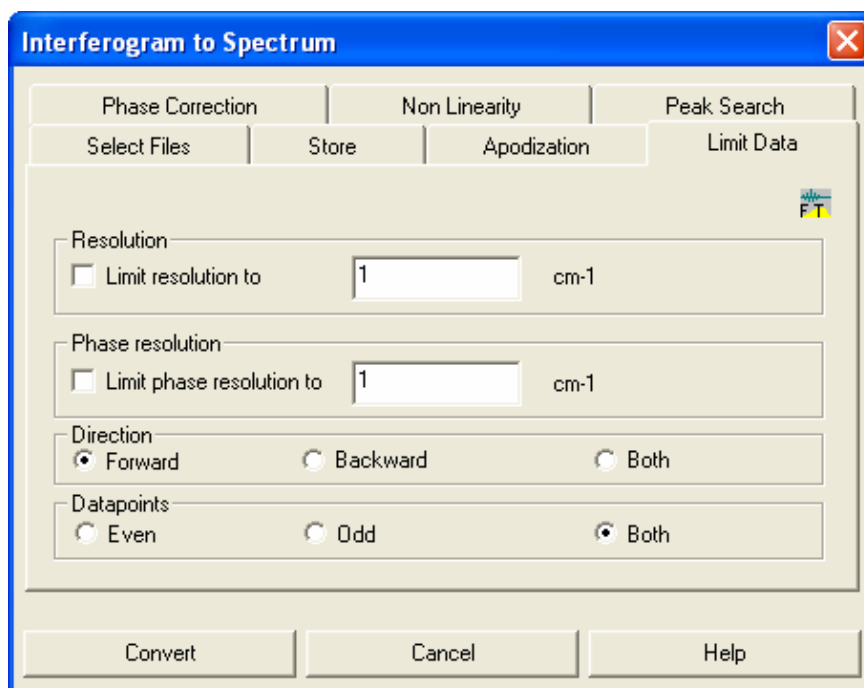 Interferogram to Spectrum
Phase Correction Non Linearity Peak Search
Select Files Store Apodization Limit Data
F T
Resolution
Limit resolution to 1 cm-1
Phase resolution
Limit phase resolution to 1 cm-1
Direction
Forward Backward Both
Datapoints
Even Odd Both
Convert Cancel Help